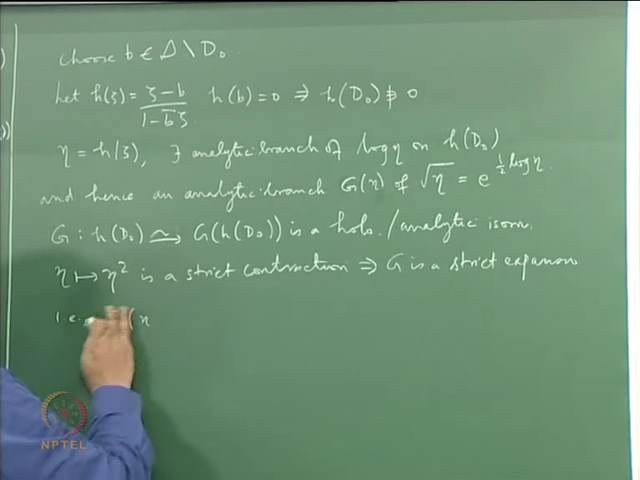 choose b ∈ Δ \ D₀.
Let h(ζ) = (ζ − b)/(1 − b̄ζ) h(b) = 0 ⇒ h(D₀) ∌ 0
η = h(ζ), ∃ analytic branch of log η on h(D₀)
and hence an analytic branch G(η) of √η = e^{½ log η}.
G : h(D₀) ≃→ G(h(D₀)) is a holo./analytic isom.
η ↦ η² is a strict contraction ⇒ G is a strict expansion
i.e. (η
NPTEL